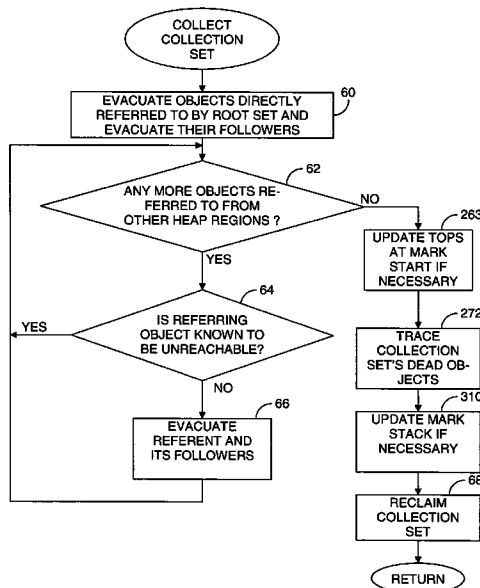 COLLECT
COLLECTION
SET
60
EVACUATE OBJECTS DIRECTLY
REFERRED TO BY ROOT SET AND
EVACUATE THEIR FOLLOWERS
62
ANY MORE OBJECTS RE-
FERRED TO FROM
OTHER HEAP REGIONS ?
NO
YES
263
UPDATE TOPS
AT MARK
START IF
NECESSARY
64
YES
IS REFERRING
OBJECT KNOWN TO
BE UNREACHABLE?
NO
272
TRACE
COLLECTION
SET'S DEAD OB-
JECTS
66
EVACUATE
REFERENT AND
ITS FOLLOWERS
310
UPDATE MARK
STACK IF
NECESSARY
68
RECLAIM
COLLECTION
SET
RETURN